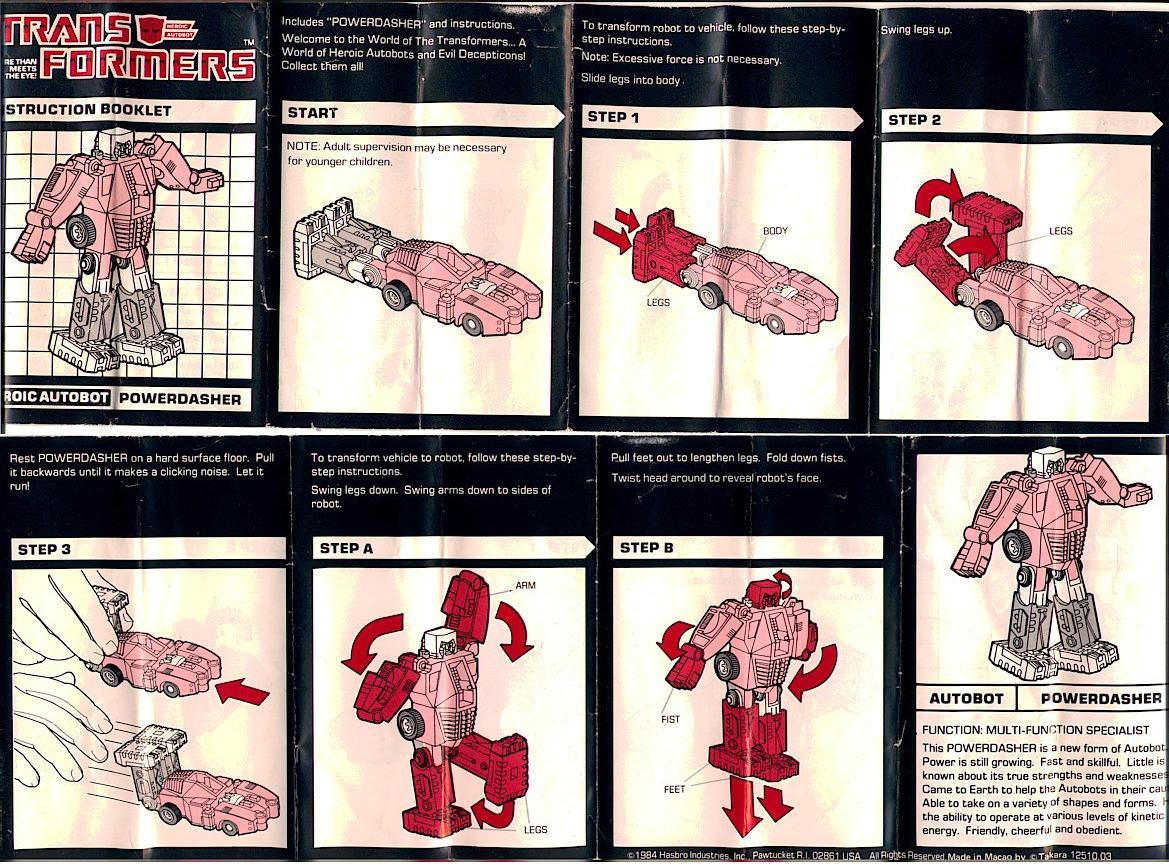 TRANS
HEROIC
AUTOBOT
FORMERS™
RE THAN
MEETS
THE EYE!
STRUCTION BOOKLET
ROIC AUTOBOT POWERDASHER
Includes "POWERDASHER" and instructions.
Welcome to the World of The Transformers... A
World of Heroic Autobots and Evil Decepticons!
Collect them all!
START
NOTE: Adult supervision may be necessary
for younger children.
To transform robot to vehicle, follow these step-by-
step instructions.
Note: Excessive force is not necessary.
Slide legs into body.
STEP 1
BODY
LEGS
Swing legs up.
STEP 2
LEGS
Rest POWERDASHER on a hard surface floor. Pull
it backwards until it makes a clicking noise. Let it
run!
STEP 3
To transform vehicle to robot, follow these step-by-
step instructions.
Swing legs down. Swing arms down to sides of
robot.
STEP A
ARM
LEGS
Pull feet out to lengthen legs. Fold down fists.
Twist head around to reveal robot's face.
STEP B
FIST
FEET
AUTOBOT POWERDASHER
FUNCTION: MULTI-FUNCTION SPECIALIST
This POWERDASHER is a new form of Autobot.
Power is still growing. Fast and skillful. Little is
known about its true strengths and weaknesses
Came to Earth to help the Autobots in their cau
Able to take on a variety of shapes and forms. H
the ability to operate at various levels of kinetic
energy. Friendly, cheerful and obedient.
©1984 Hasbro Industries, Inc., Pawtucket R.I. 02861 USA All Rights Reserved Made in Macao by © Takara 12510.03